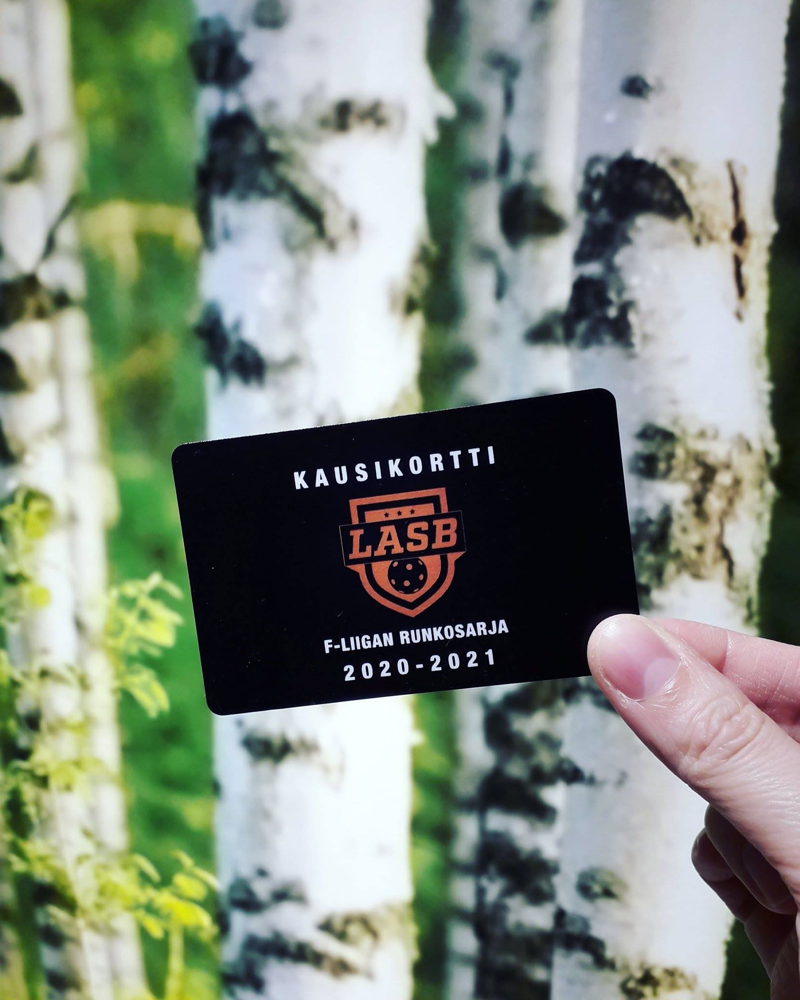 KAUSIKORTTI
LASB
F-LIIGAN RUNKOSARJA
2020-2021